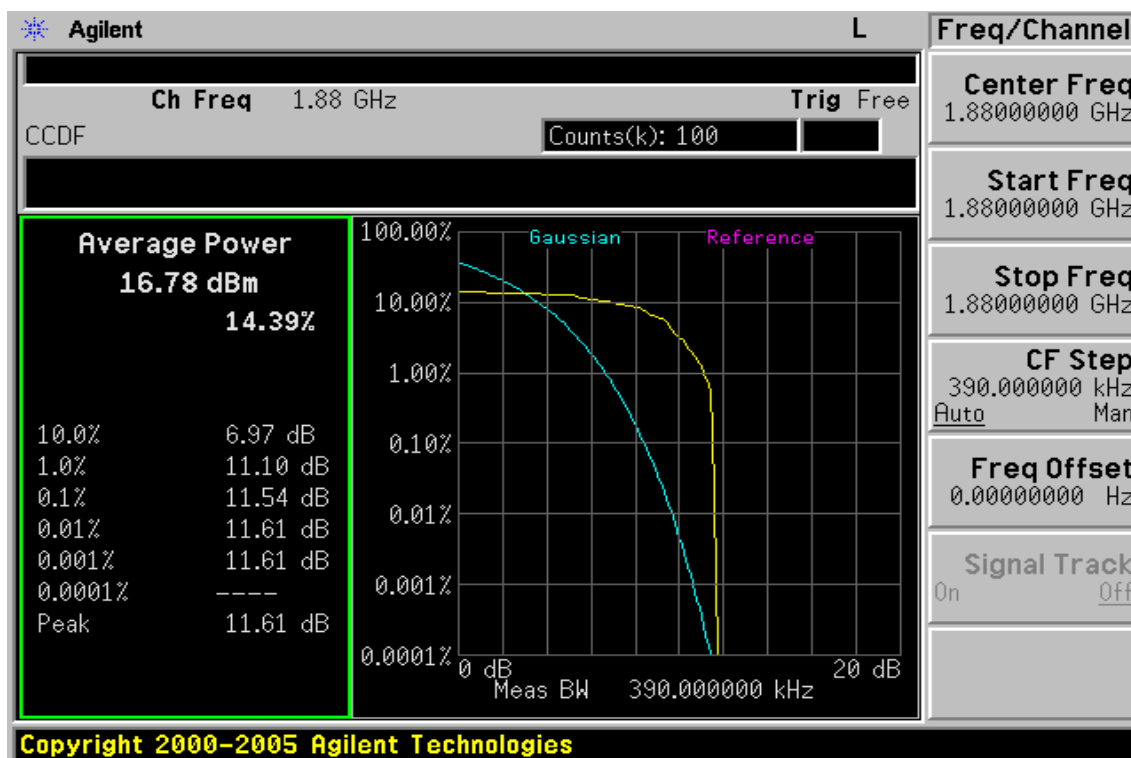 Agilent L Freq/Channel
Ch Freq 1.88 GHz Trig Free
CCDF Counts(k): 100
Center Freq
1.88000000 GHz
Start Freq
1.88000000 GHz
Stop Freq
1.88000000 GHz
CF Step
390.000000 kHz
Auto Man
Freq Offset
0.00000000 Hz
Signal Track
On Off
Average Power
16.78 dBm
14.39%
10.0% 6.97 dB
1.0% 11.10 dB
0.1% 11.54 dB
0.01% 11.61 dB
0.001% 11.61 dB
0.0001% ----
Peak 11.61 dB
Gaussian Reference
100.00%
10.00%
1.00%
0.10%
0.01%
0.001%
0.0001%
0 dB 20 dB
Meas BW 390.000000 kHz
Copyright 2000-2005 Agilent Technologies